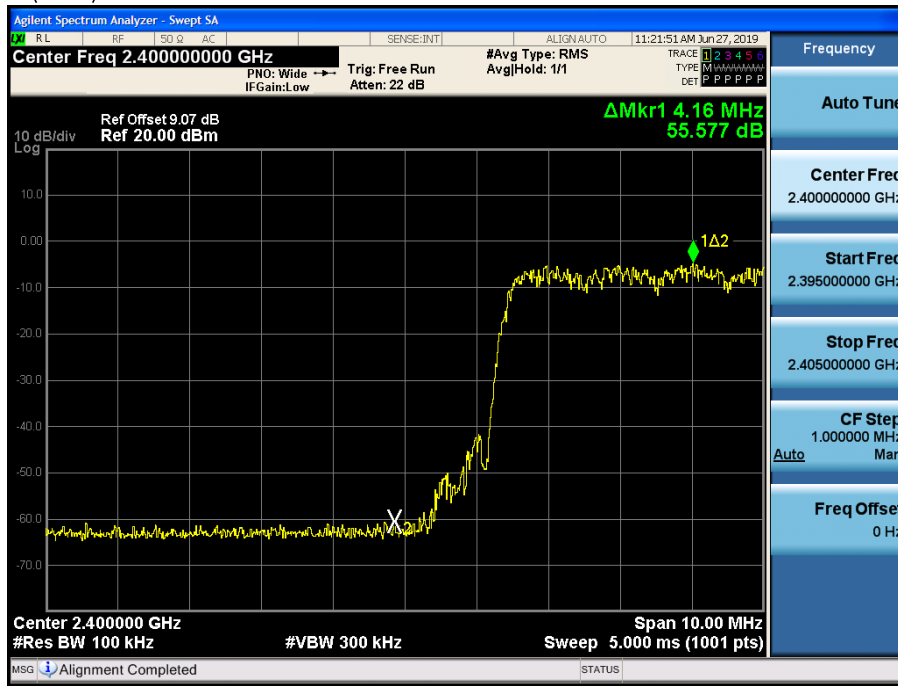 Agilent Spectrum Analyzer - Swept SA
LXI RL RF 50 Ω AC SENSE:INT ALIGN AUTO 11:21:51 AM Jun 27, 2019
Center Freq 2.400000000 GHz
PNO: Wide
IFGain:Low
Trig: Free Run
Atten: 22 dB
#Avg Type: RMS
Avg|Hold: 1/1
TRACE 1 2 3 4 5 6
TYPE M
DET P P P P P P
ΔMkr1 4.16 MHz
55.577 dB
Ref Offset 9.07 dB
10 dB/div Ref 20.00 dBm
Log
10.0
0.00
-10.0
-20.0
-30.0
-40.0
-50.0
-60.0
-70.0
1Δ2
X2
Center 2.400000 GHz Span 10.00 MHz
#Res BW 100 kHz #VBW 300 kHz Sweep 5.000 ms (1001 pts)
MSG Alignment Completed STATUS
Frequency
Auto Tune
Center Freq
2.400000000 GHz
Start Freq
2.395000000 GHz
Stop Freq
2.405000000 GHz
CF Step
1.000000 MHz
Auto Man
Freq Offset
0 Hz